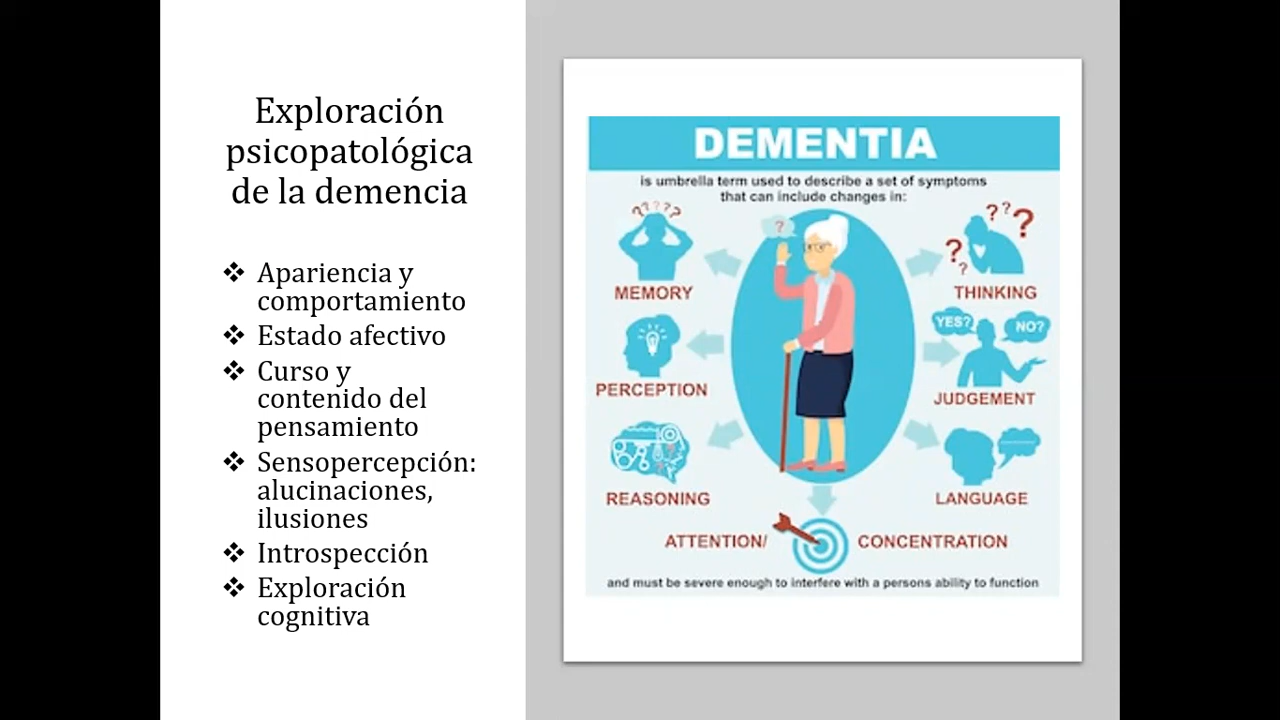 Exploración
psicopatológica
de la demencia
❖ Apariencia y
comportamiento
❖ Estado afectivo
❖ Curso y
contenido del
pensamiento
❖ Sensopercepción:
alucinaciones,
ilusiones
❖ Introspección
❖ Exploración
cognitiva
DEMENTIA
is umbrella term used to describe a set of symptoms
that can include changes in:
? ? ? ? ?
?
? ? ?
? ?
MEMORY
THINKING
YES?
NO?
PERCEPTION
JUDGEMENT
REASONING
LANGUAGE
ATTENTION/
CONCENTRATION
and must be severe enough to interfere with a persons ability to function